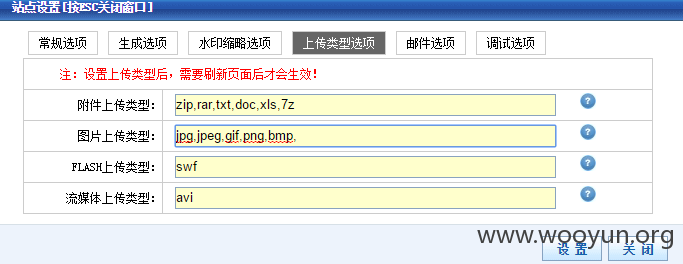 站点设置[按ESC关闭窗口]
常规选项 生成选项 水印缩略选项 上传类型选项 邮件选项 调试选项
注：设置上传类型后，需要刷新页面后才会生效！
附件上传类型： zip,rar,txt,doc,xls,7z ?
图片上传类型： jpg,jpeg,gif,png,bmp, ?
FLASH上传类型： swf ?
流媒体上传类型： avi ?
www.wooyun.org
设 置 关 闭